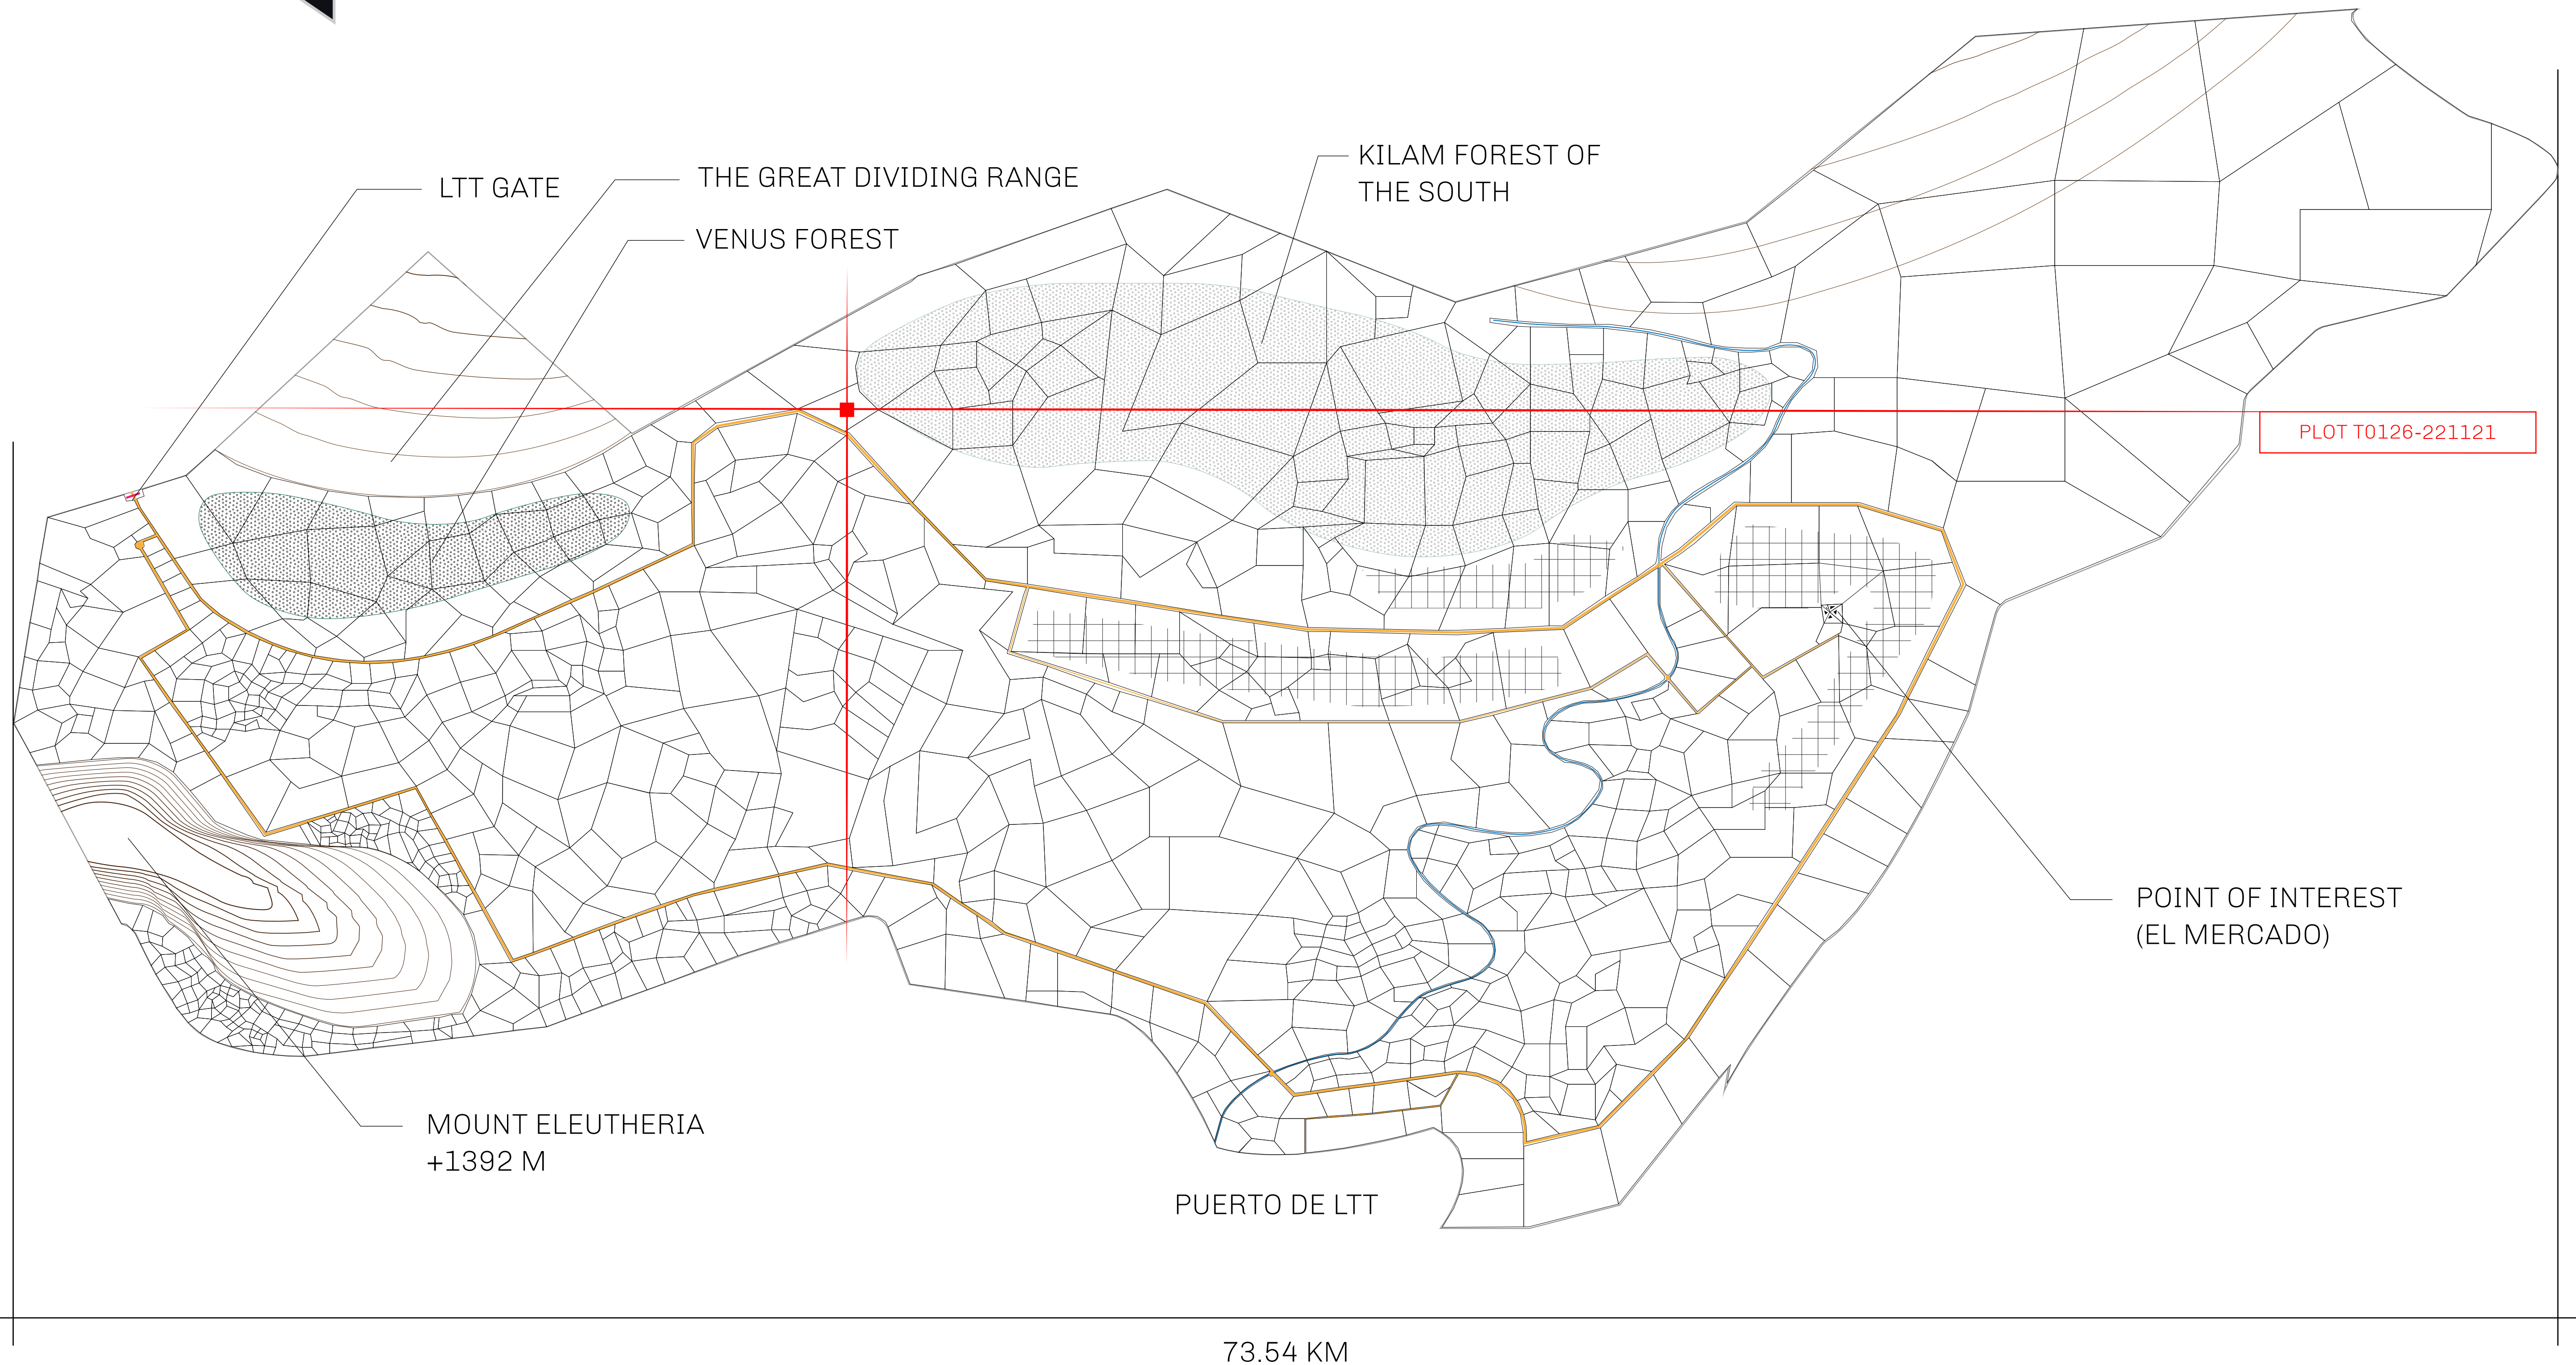 KILAM FOREST OF
THE SOUTH
LTT GATE
THE GREAT DIVIDING RANGE
VENUS FOREST
PLOT T0126-221121
POINT OF INTEREST
(EL MERCADO)
MOUNT ELEUTHERIA
+1392 M
PUERTO DE LTT
73.54 KM